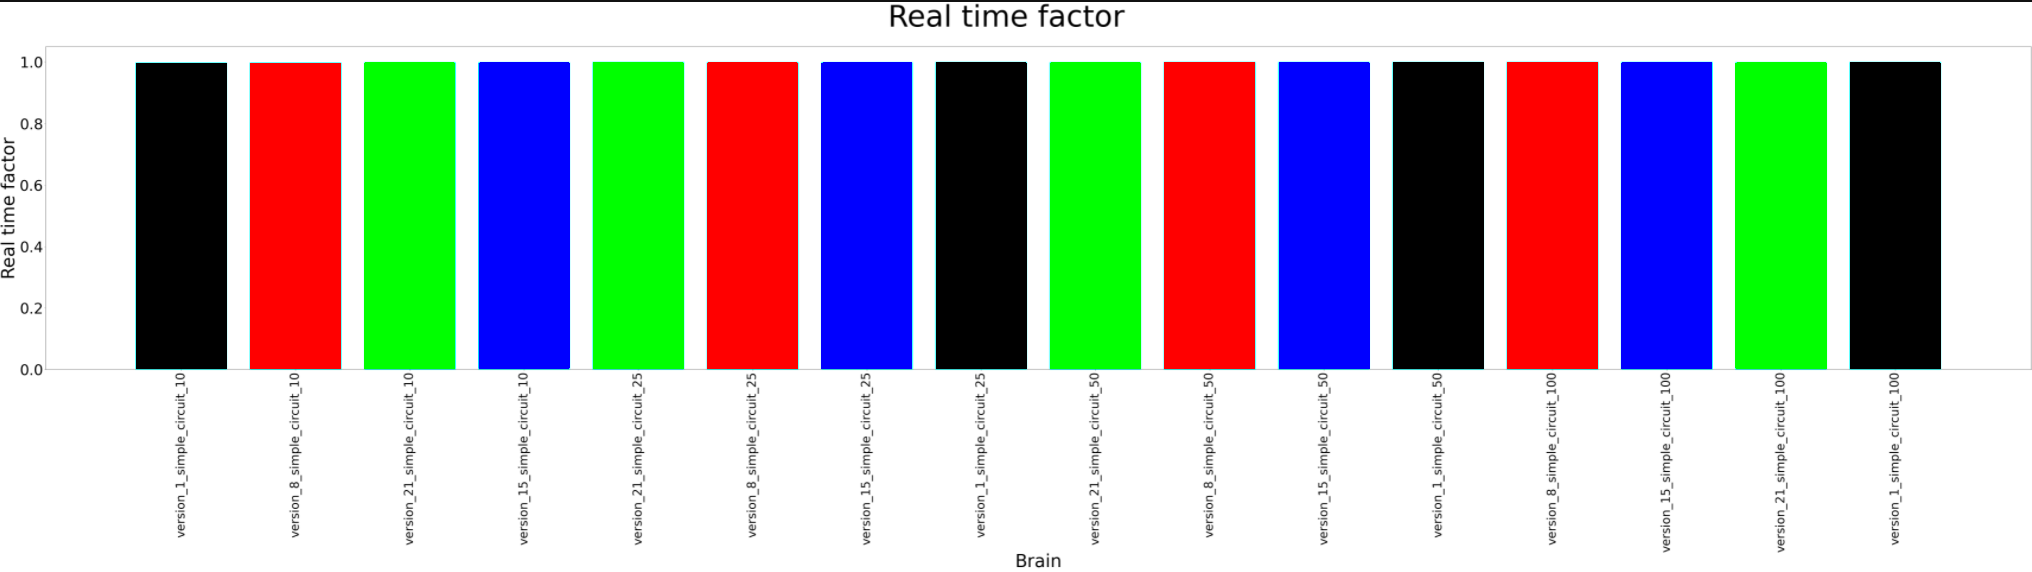 Real time factor
Real time factor
1.0
0.8
0.6
0.4
0.2
0.0
version_1_simple_circuit_10
version_8_simple_circuit_10
version_21_simple_circuit_10
version_15_simple_circuit_10
version_21_simple_circuit_25
version_8_simple_circuit_25
version_15_simple_circuit_25
version_1_simple_circuit_25
version_21_simple_circuit_50
version_8_simple_circuit_50
version_15_simple_circuit_50
version_1_simple_circuit_50
version_8_simple_circuit_100
version_15_simple_circuit_100
version_21_simple_circuit_100
version_1_simple_circuit_100
Brain